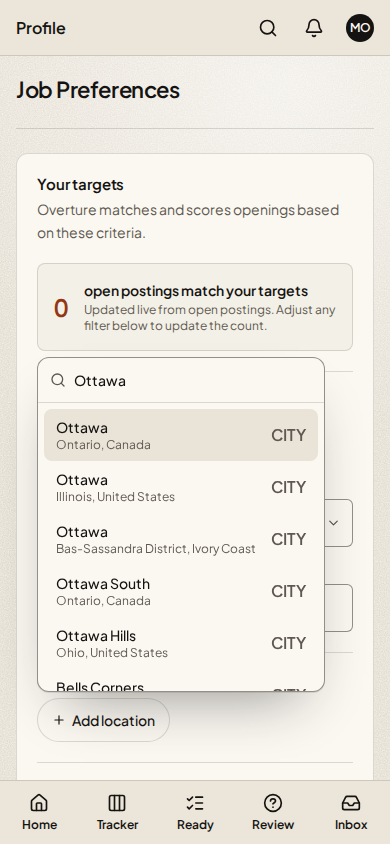 Profile
MO
Job Preferences
Your targets
Overture matches and scores openings based
on these criteria.
0
open postings match your targets
Updated live from open postings. Adjust any
filter below to update the count.
Ottawa
Ottawa
Ontario, Canada
CITY
Ottawa
Illinois, United States
CITY
Ottawa
Bas-Sassandra District, Ivory Coast
CITY
Ottawa South
Ontario, Canada
CITY
Ottawa Hills
Ohio, United States
CITY
Bells Corners
CITY
+ Add location
Home
Tracker
Ready
Review
Inbox